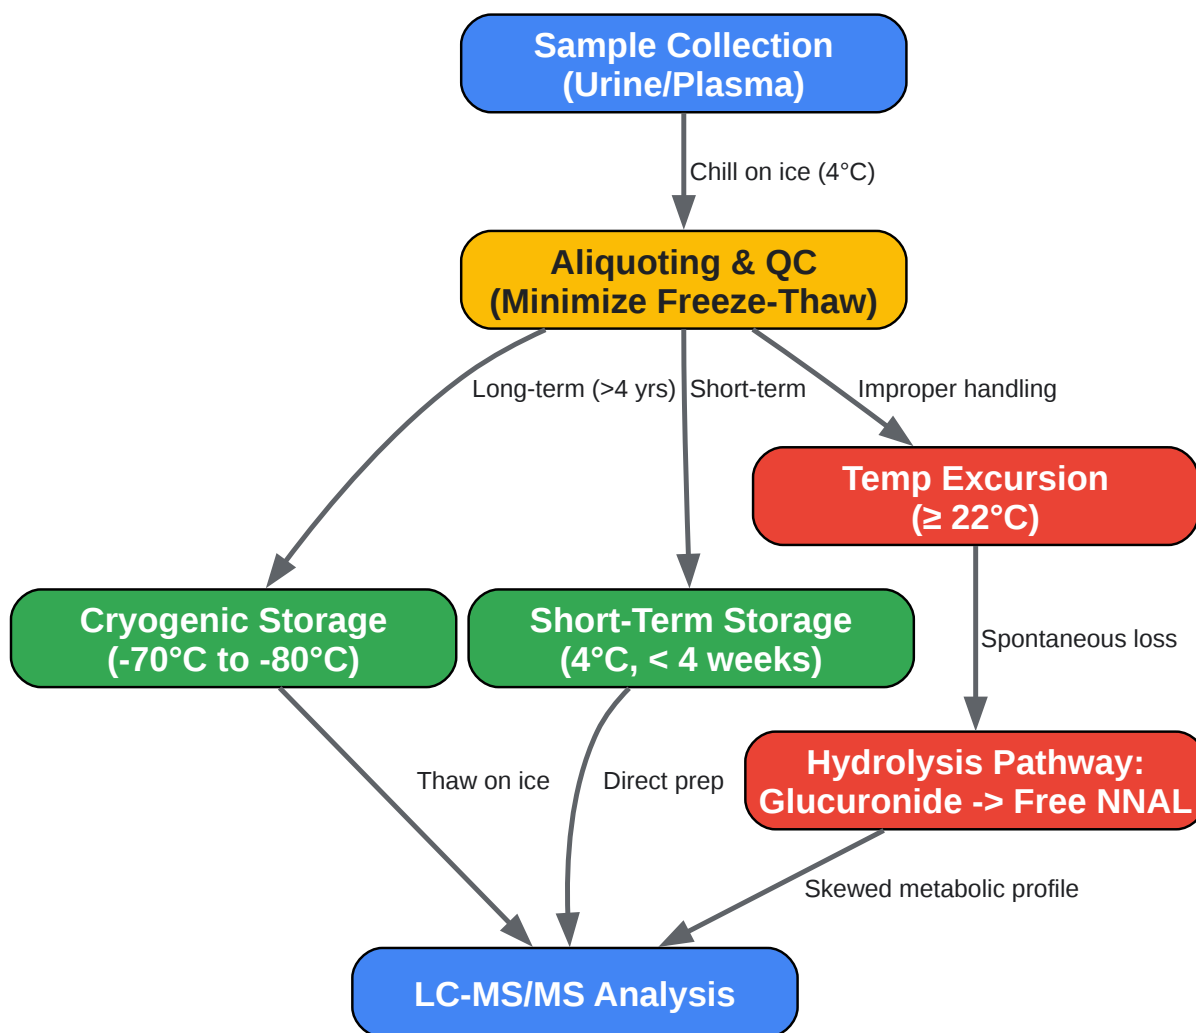 Sample Collection
(Urine/Plasma)
Chill on ice (4°C)
Aliquoting & QC
(Minimize Freeze-Thaw)
Long-term (>4 yrs)
Short-term
Improper handling
Temp Excursion
(≥ 22°C)
Cryogenic Storage
(-70°C to -80°C)
Short-Term Storage
(4°C, < 4 weeks)
Spontaneous loss
Hydrolysis Pathway:
Glucuronide -> Free NNAL
Thaw on ice
Direct prep
Skewed metabolic profile
LC-MS/MS Analysis